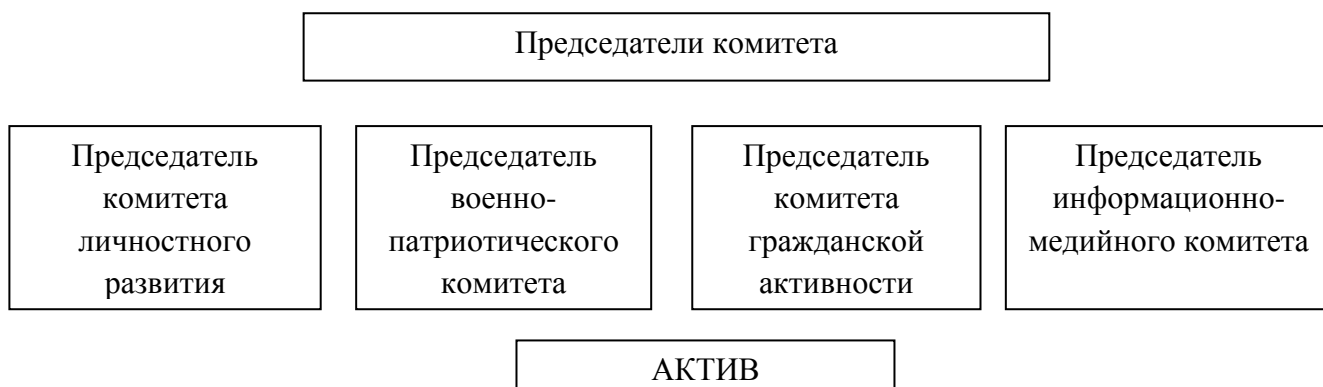 Председатели комитета
Председатель
комитета
личностного
развития
Председатель
военно-
патриотического
комитета
Председатель
комитета
гражданской
активности
Председатель
информационно-
медийного комитета
АКТИВ